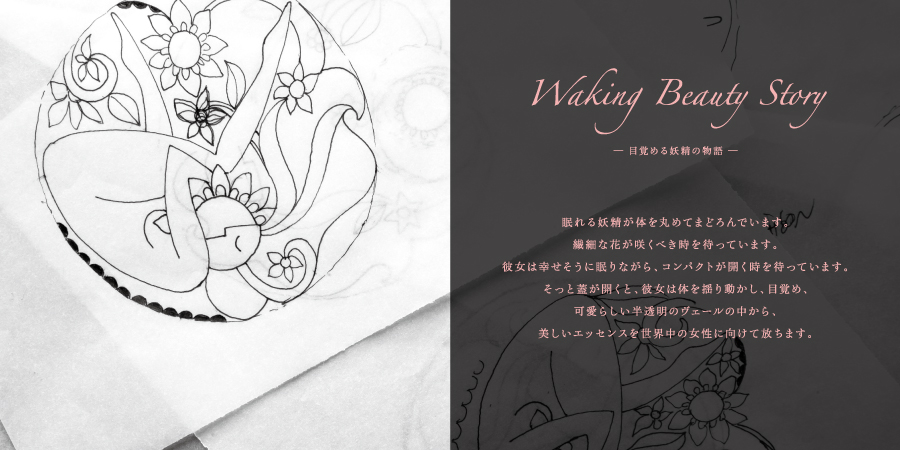 Waking Beauty Story
― 目覚める妖精の物語 ―
眠れる妖精が体を丸めてまどろんでいます。
繊細な花が咲くべき時を待っています。
彼女は幸せそうに眠りながら、コンパクトが開く時を待っています。
そっと蓋が開くと、彼女は体を揺り動かし、目覚め、
可愛らしい半透明のヴェールの中から、
美しいエッセンスを世界中の女性に向けて放ちます。